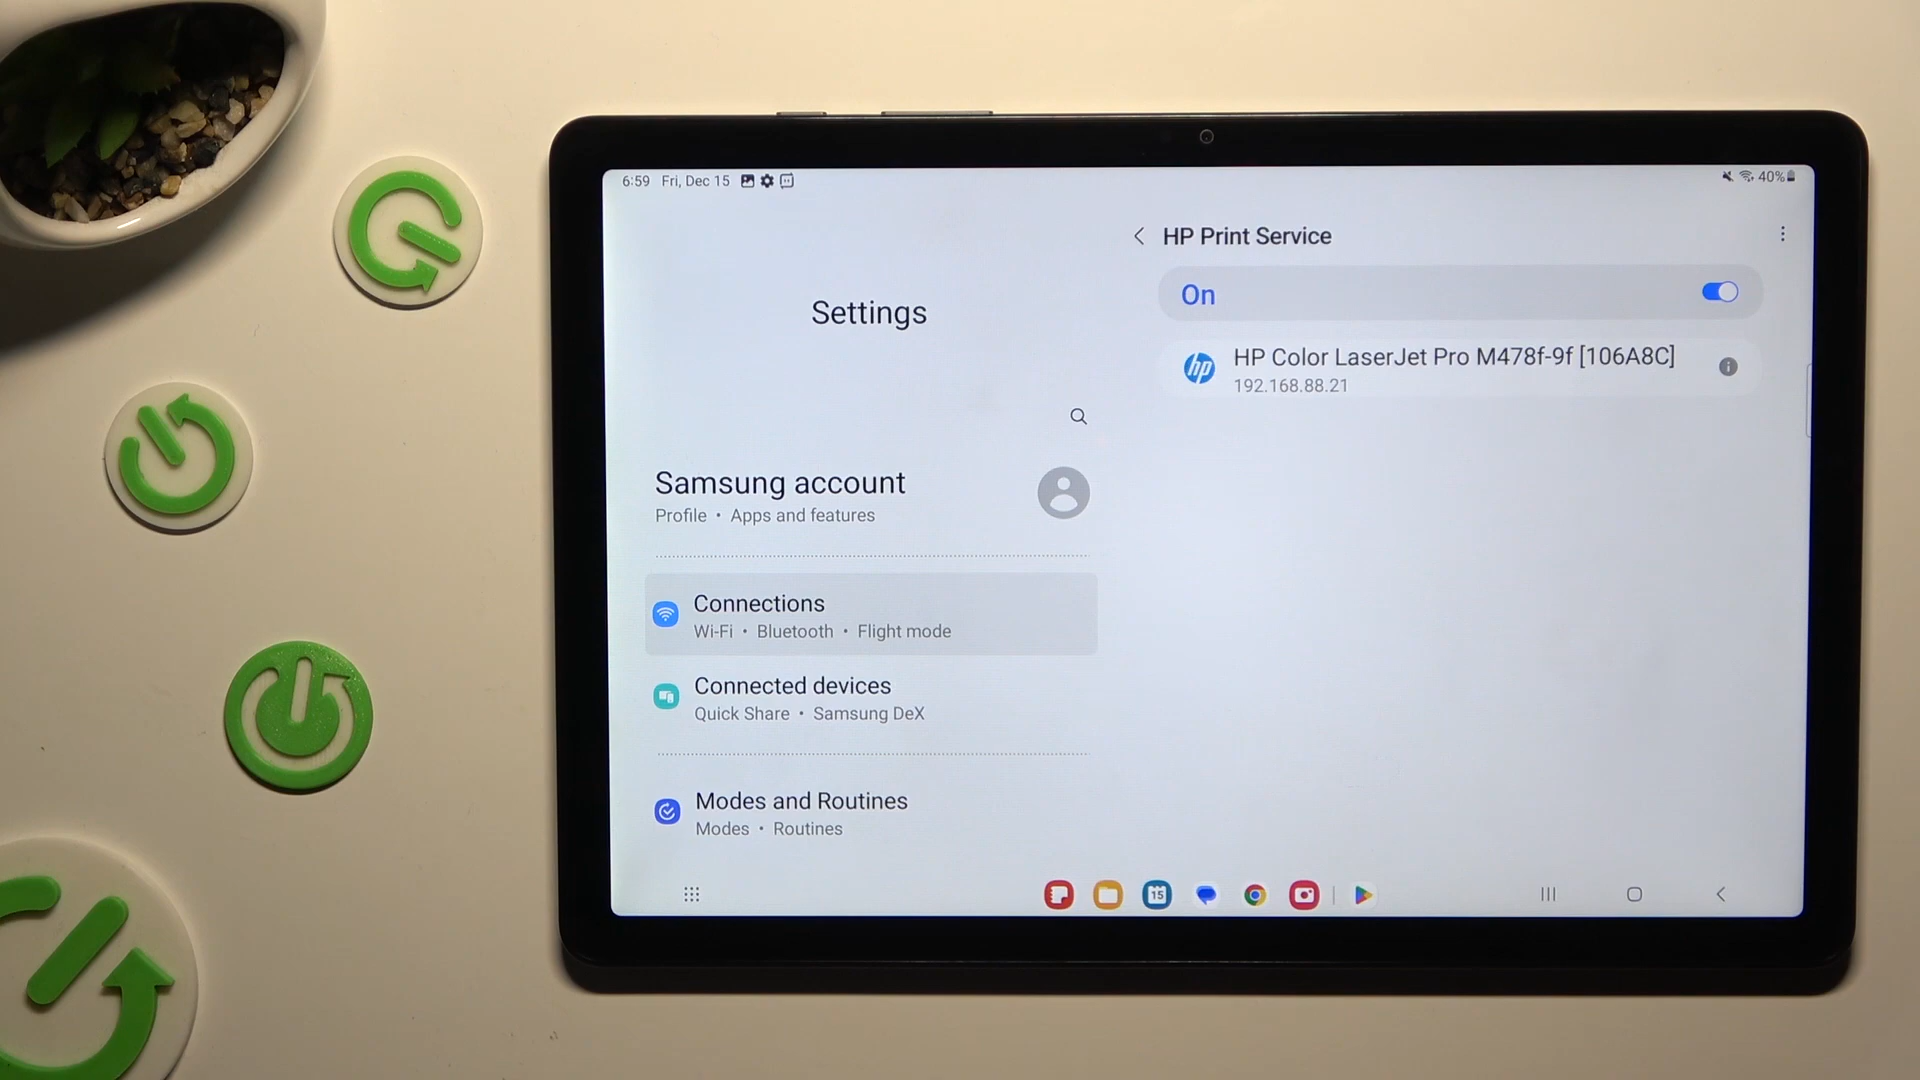 6:59 Fri, Dec 15
40%
Settings
Samsung account
Profile • Apps and features
Connections
Wi-Fi • Bluetooth • Flight mode
Connected devices
Quick Share • Samsung DeX
Modes and Routines
Modes • Routines
HP Print Service
On
hp
HP Color LaserJet Pro M478f-9f [106A8C]
192.168.88.21
15